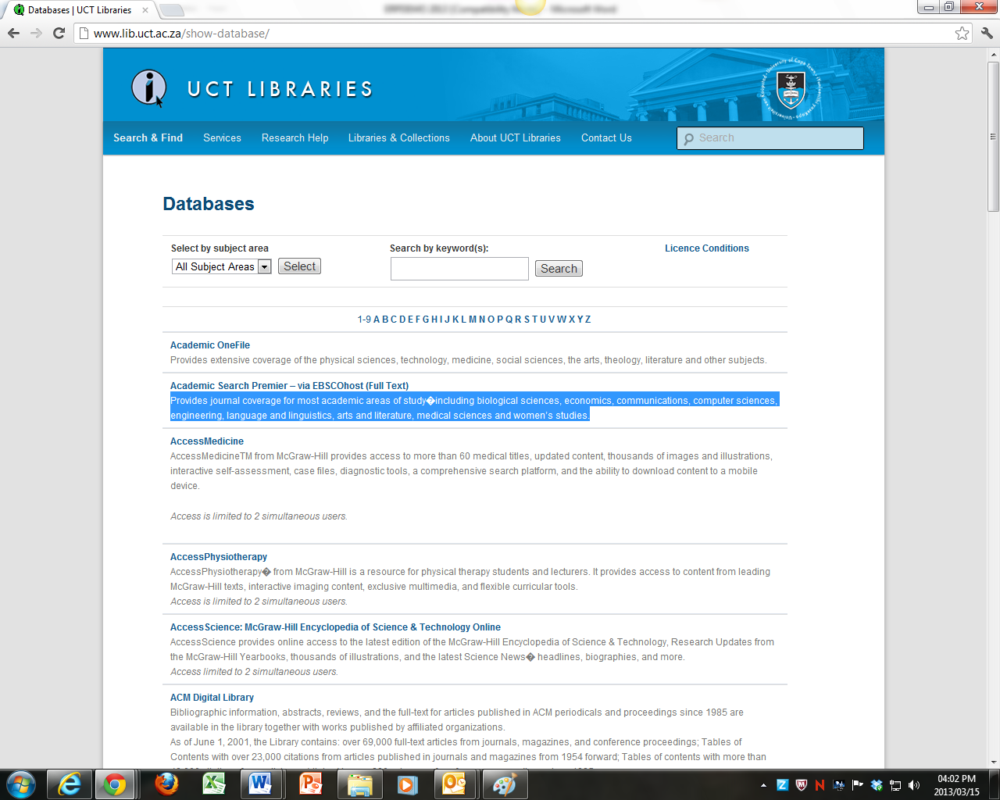 Databases | UCT Libraries
Microsoft Word
www.lib.uct.ac.za/show-database/
UCT LIBRARIES
Search & Find Services Research Help Libraries & Collections About UCT Libraries Contact Us Search
Databases
Select by subject area Search by keyword(s): Licence Conditions
All Subject Areas Select Search
1-9 A B C D E F G H I J K L M N O P Q R S T U V W X Y Z
Academic OneFile
Provides extensive coverage of the physical sciences, technology, medicine, social sciences, the arts, theology, literature and other subjects.
Academic Search Premier – via EBSCOhost (Full Text)
Provides journal coverage for most academic areas of study�including biological sciences, economics, communications, computer sciences,
engineering, language and linguistics, arts and literature, medical sciences and women's studies.
AccessMedicine
AccessMedicineTM from McGraw-Hill provides access to more than 60 medical titles, updated content, thousands of images and illustrations,
interactive self-assessment, case files, diagnostic tools, a comprehensive search platform, and the ability to download content to a mobile
device.
Access is limited to 2 simultaneous users.
AccessPhysiotherapy
AccessPhysiotherapy� from McGraw-Hill is a resource for physical therapy students and lecturers. It provides access to content from leading
McGraw-Hill texts, interactive imaging content, exclusive multimedia, and flexible curricular tools.
Access is limited to 2 simultaneous users.
AccessScience: McGraw-Hill Encyclopedia of Science & Technology Online
AccessScience provides online access to the latest edition of the McGraw-Hill Encyclopedia of Science & Technology, Research Updates from
the McGraw-Hill Yearbooks, thousands of illustrations, and the latest Science News� headlines, biographies, and more.
Access limited to 2 simultaneous users.
ACM Digital Library
Bibliographic information, abstracts, reviews, and the full-text for articles published in ACM periodicals and proceedings since 1985 are
available in the library together with works published by affiliated organizations.
As of June 1, 2001, the Library contains: over 69,000 full-text articles from journals, magazines, and conference proceedings; Tables of
Contents with over 23,000 citations from articles published in journals and magazines from 1954 forward; Tables of contents with more than
04:02 PM
2013/03/15